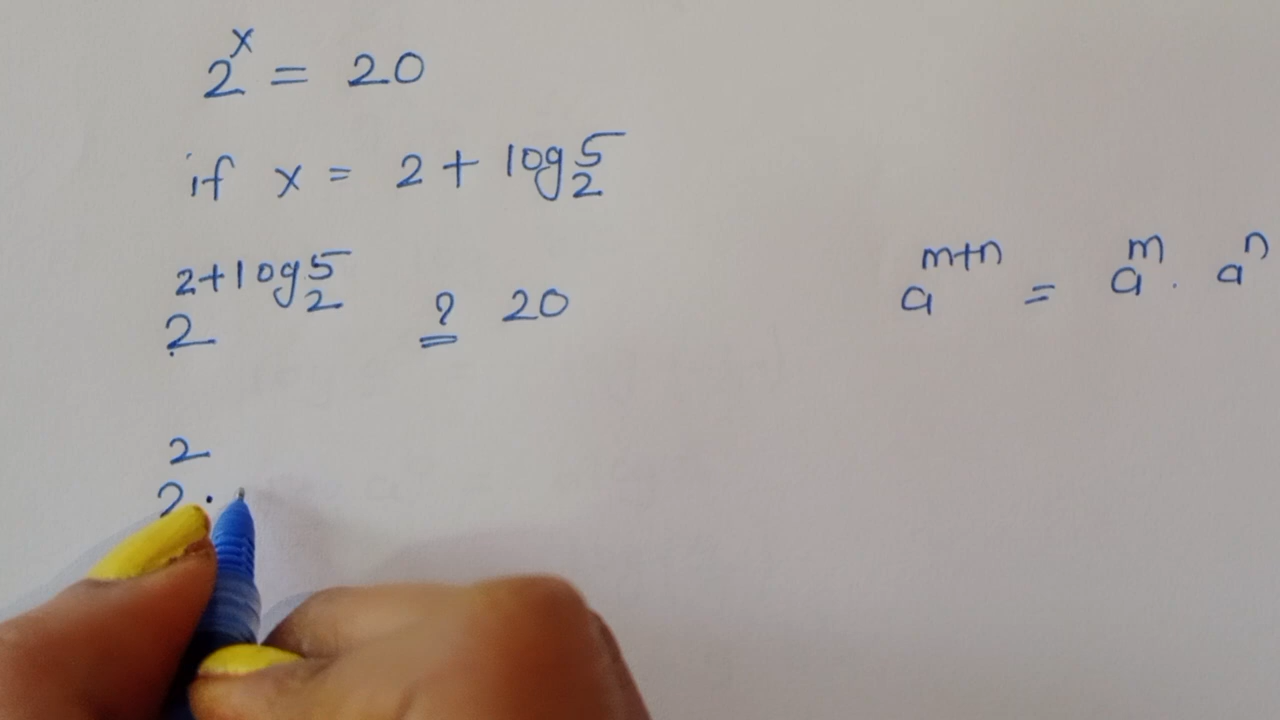 2^x = 20
if x = 2 + log_2 5
2^(2+log_2 5) ≟ 20
a^(m+n) = a^m . a^n
2^2 .